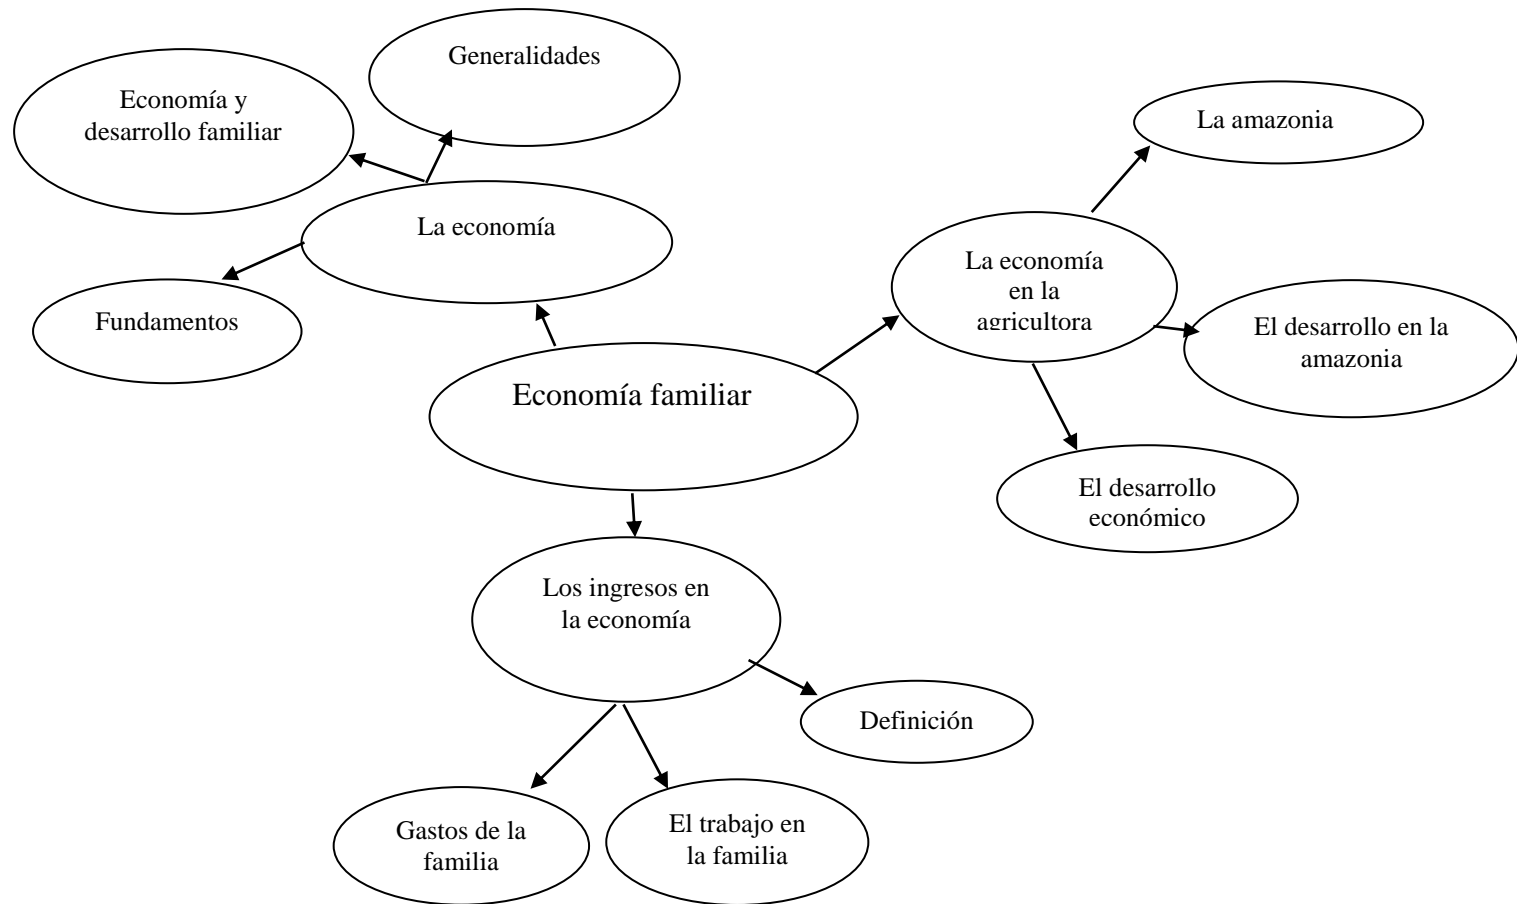 Generalidades
Economía y
desarrollo familiar
La economía
Fundamentos
La amazonia
La economía
en la
agricultora
El desarrollo en la
amazonia
El desarrollo
económico
Economía familiar
Los ingresos en
la economía
Definición
Gastos de la
familia
El trabajo en
la familia